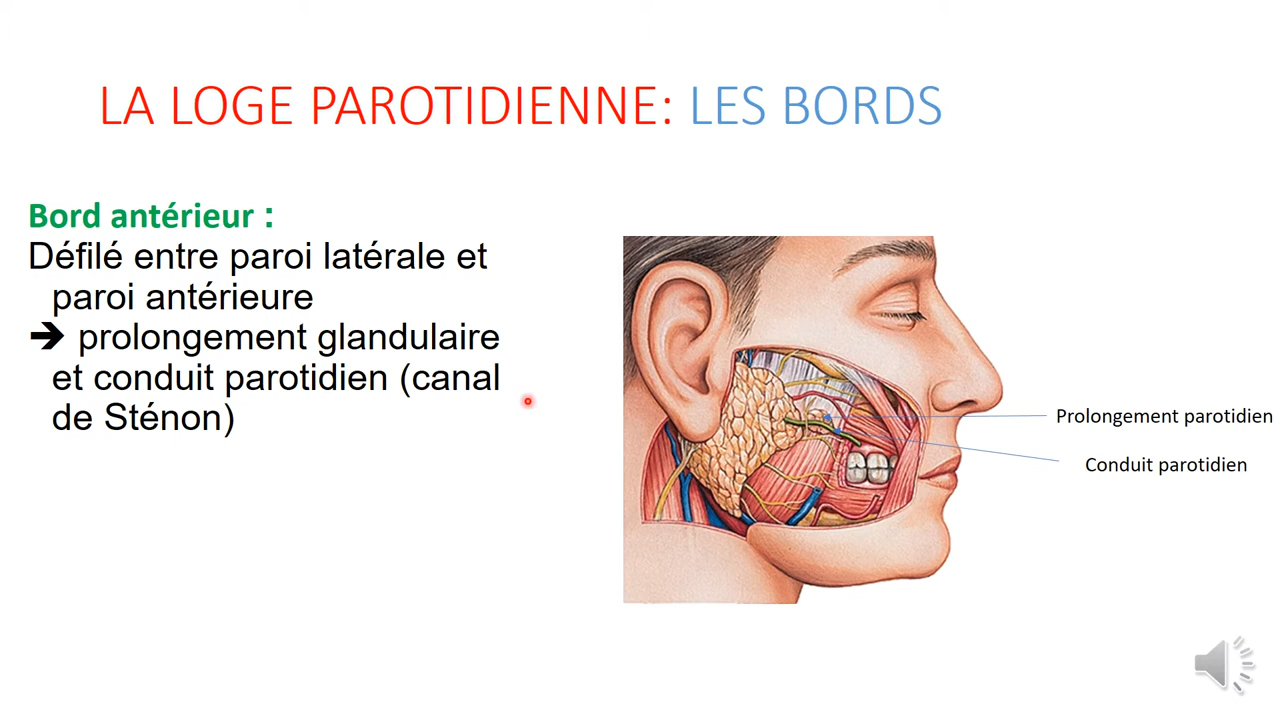 LA LOGE PAROTIDIENNE: LES BORDS
Bord antérieur :
Défilé entre paroi latérale et
paroi antérieure
➔ prolongement glandulaire
et conduit parotidien (canal
de Sténon)
Prolongement parotidien
Conduit parotidien